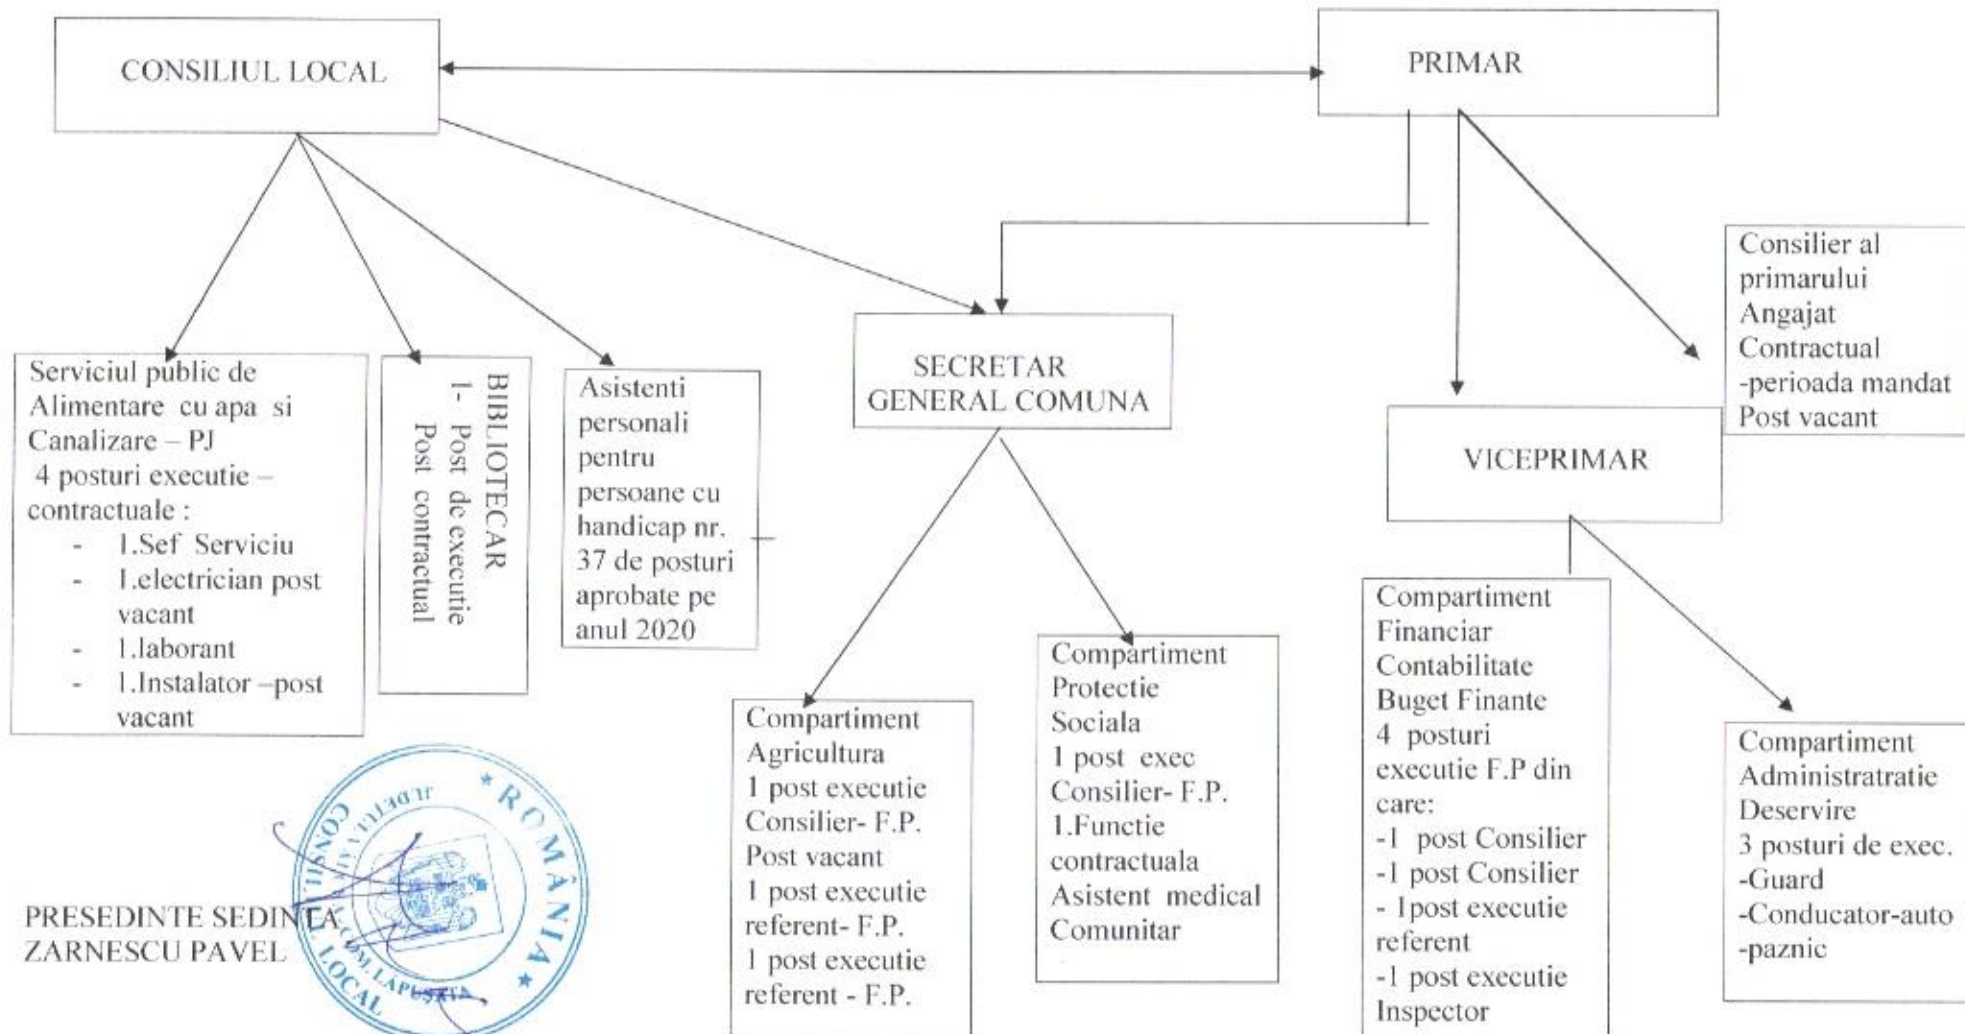 CONSILIUL LOCAL
PRIMAR
Consilier al
primarului
Angajat
Contractual
-perioada mandat
Post vacant
Serviciul public de
Alimentare cu apa si
Canalizare – PJ
4 posturi executie –
contractuale :
- 1.Sef Serviciu
- 1.electrician post
vacant
- 1.laborant
- 1.Instalator –post
vacant
BIBLIOTECAR
1- Post de executie
Post contractual
Asistenti
personali
pentru
persoane cu
handicap nr.
37 de posturi
aprobate pe
anul 2020
SECRETAR
GENERAL COMUNA
VICEPRIMAR
Compartiment
Agricultura
1 post executie
Consilier- F.P.
Post vacant
1 post executie
referent- F.P.
1 post executie
referent - F.P.
Compartiment
Protectie
Sociala
1 post exec
Consilier- F.P.
1.Functie
contractuala
Asistent medical
Comunitar
Compartiment
Financiar
Contabilitate
Buget Finante
4 posturi
executie F.P din
care:
-1 post Consilier
-1 post Consilier
- 1post executie
referent
-1 post executie
Inspector
Compartiment
Administratratie
Deservire
3 posturi de exec.
-Guard
-Conducator-auto
-paznic
PRESEDINTE SEDINTA
ZARNESCU PAVEL
ROMÂNIA
JUDEŢUL
LOCAL
COM. LĂPUŞATA